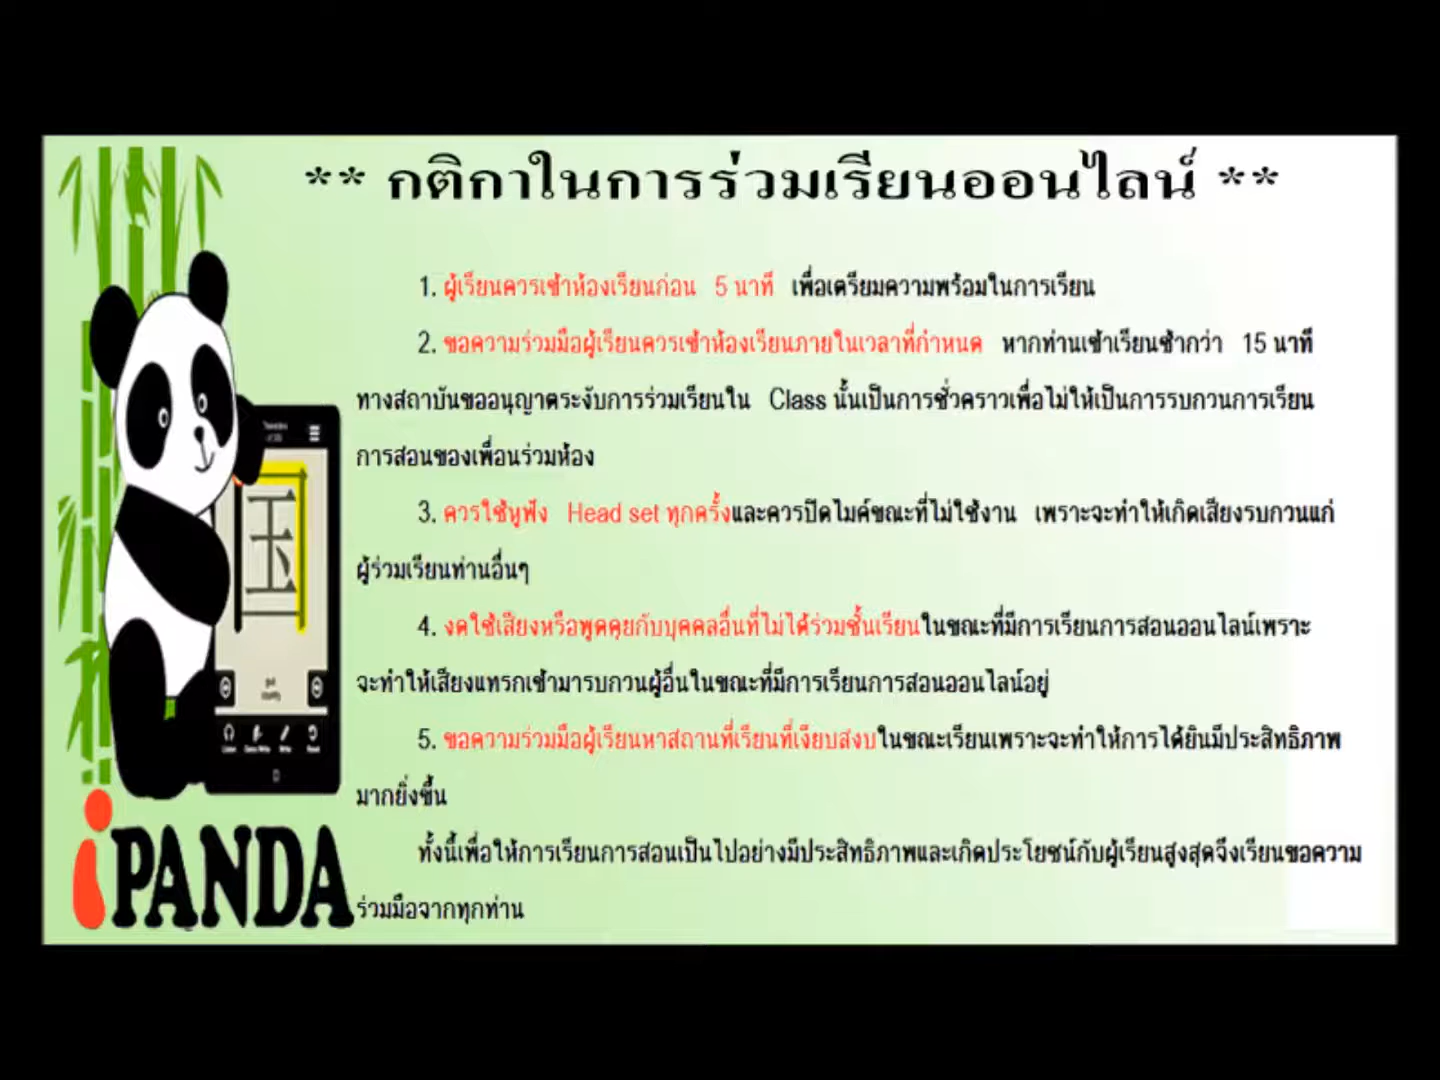 ** กติกาในการร่วมเรียนออนไลน์ **
1. ผู้เรียนควรเข้าห้องเรียนก่อน 5 นาที เพื่อเตรียมความพร้อมในการเรียน
2. ขอความร่วมมือผู้เรียนควรเข้าห้องเรียนภายในเวลาที่กำหนด หากท่านเข้าเรียนช้ากว่า 15 นาที
ทางสถาบันขออนุญาตระงับการร่วมเรียนใน Class นั้นเป็นการชั่วคราวเพื่อไม่ให้เป็นการรบกวนการเรียน
การสอนของเพื่อนร่วมห้อง
3. ควรใช้หูฟัง Head set ทุกครั้งและควรปิดไมค์ขณะที่ไม่ใช้งาน เพราะจะทำให้เกิดเสียงรบกวนแก่
ผู้ร่วมเรียนท่านอื่นๆ
4. งดใช้เสียงหรือพูดคุยกับบุคคลอื่นที่ไม่ได้ร่วมชั้นเรียนในขณะที่มีการเรียนการสอนออนไลน์เพราะ
จะทำให้เสียงแทรกเข้ามารบกวนผู้อื่นในขณะที่มีการเรียนการสอนออนไลน์อยู่
5. ขอความร่วมมือผู้เรียนหาสถานที่เรียนที่เงียบสงบในขณะเรียนเพราะจะทำให้การได้ยินมีประสิทธิภาพ
มากยิ่งขึ้น
ทั้งนี้เพื่อให้การเรียนการสอนเป็นไปอย่างมีประสิทธิภาพและเกิดประโยชน์กับผู้เรียนสูงสุดจึงเรียนขอความ
ร่วมมือจากทุกท่าน
国
iPANDA